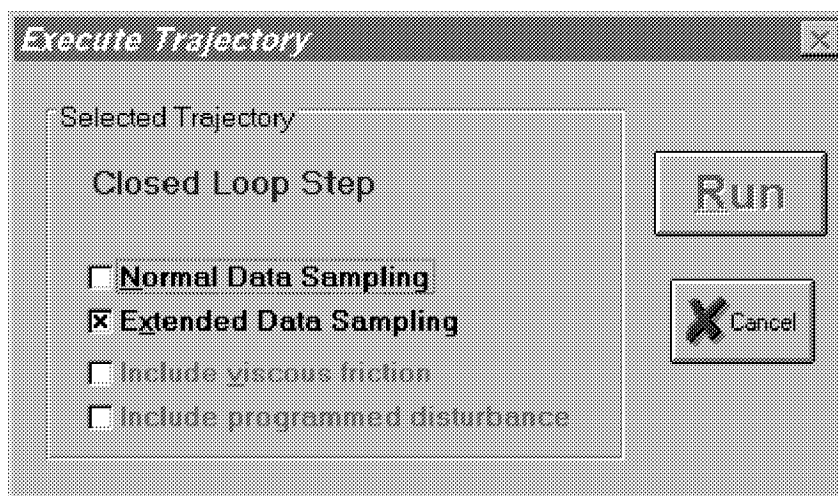 Execute Trajectory
Selected Trajectory
Closed Loop Step
Run
Normal Data Sampling
Extended Data Sampling
Cancel
Include viscous friction
Include programmed disturbance